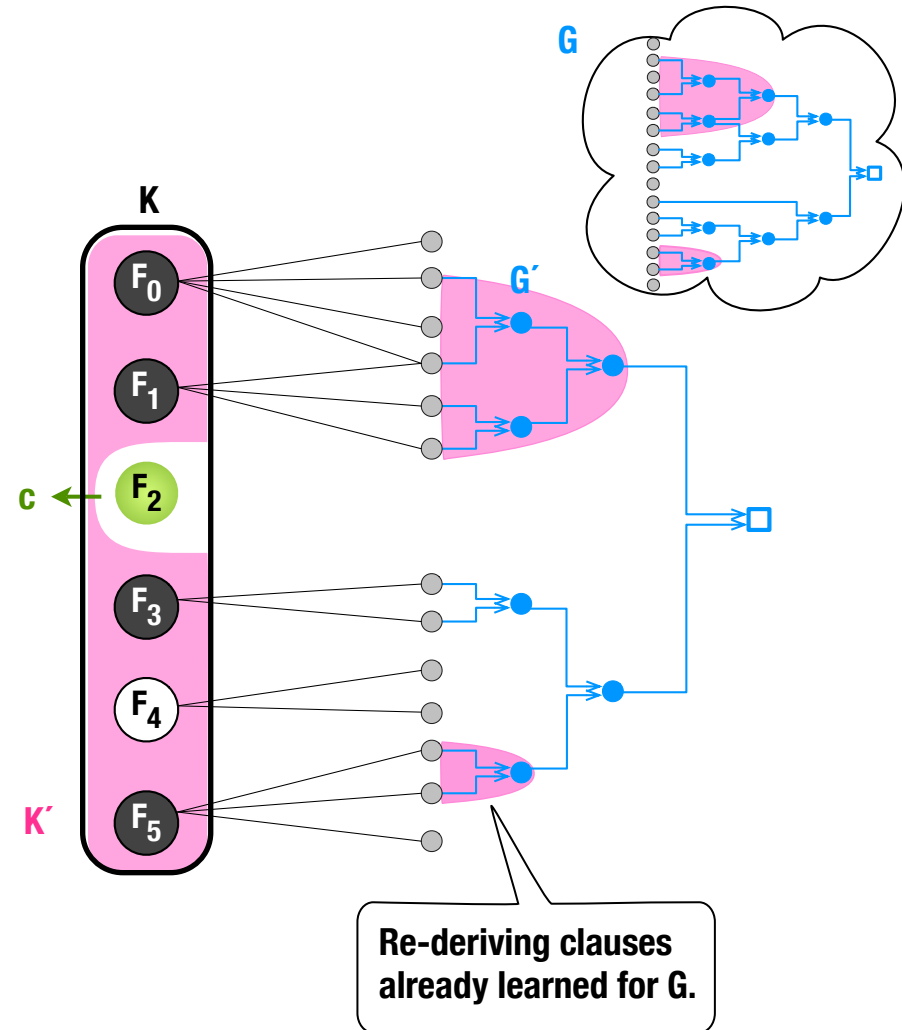 G
K
F0
G´
F1
c
F2
F3
F4
K´
F5
Re-deriving clauses
already learned for G.